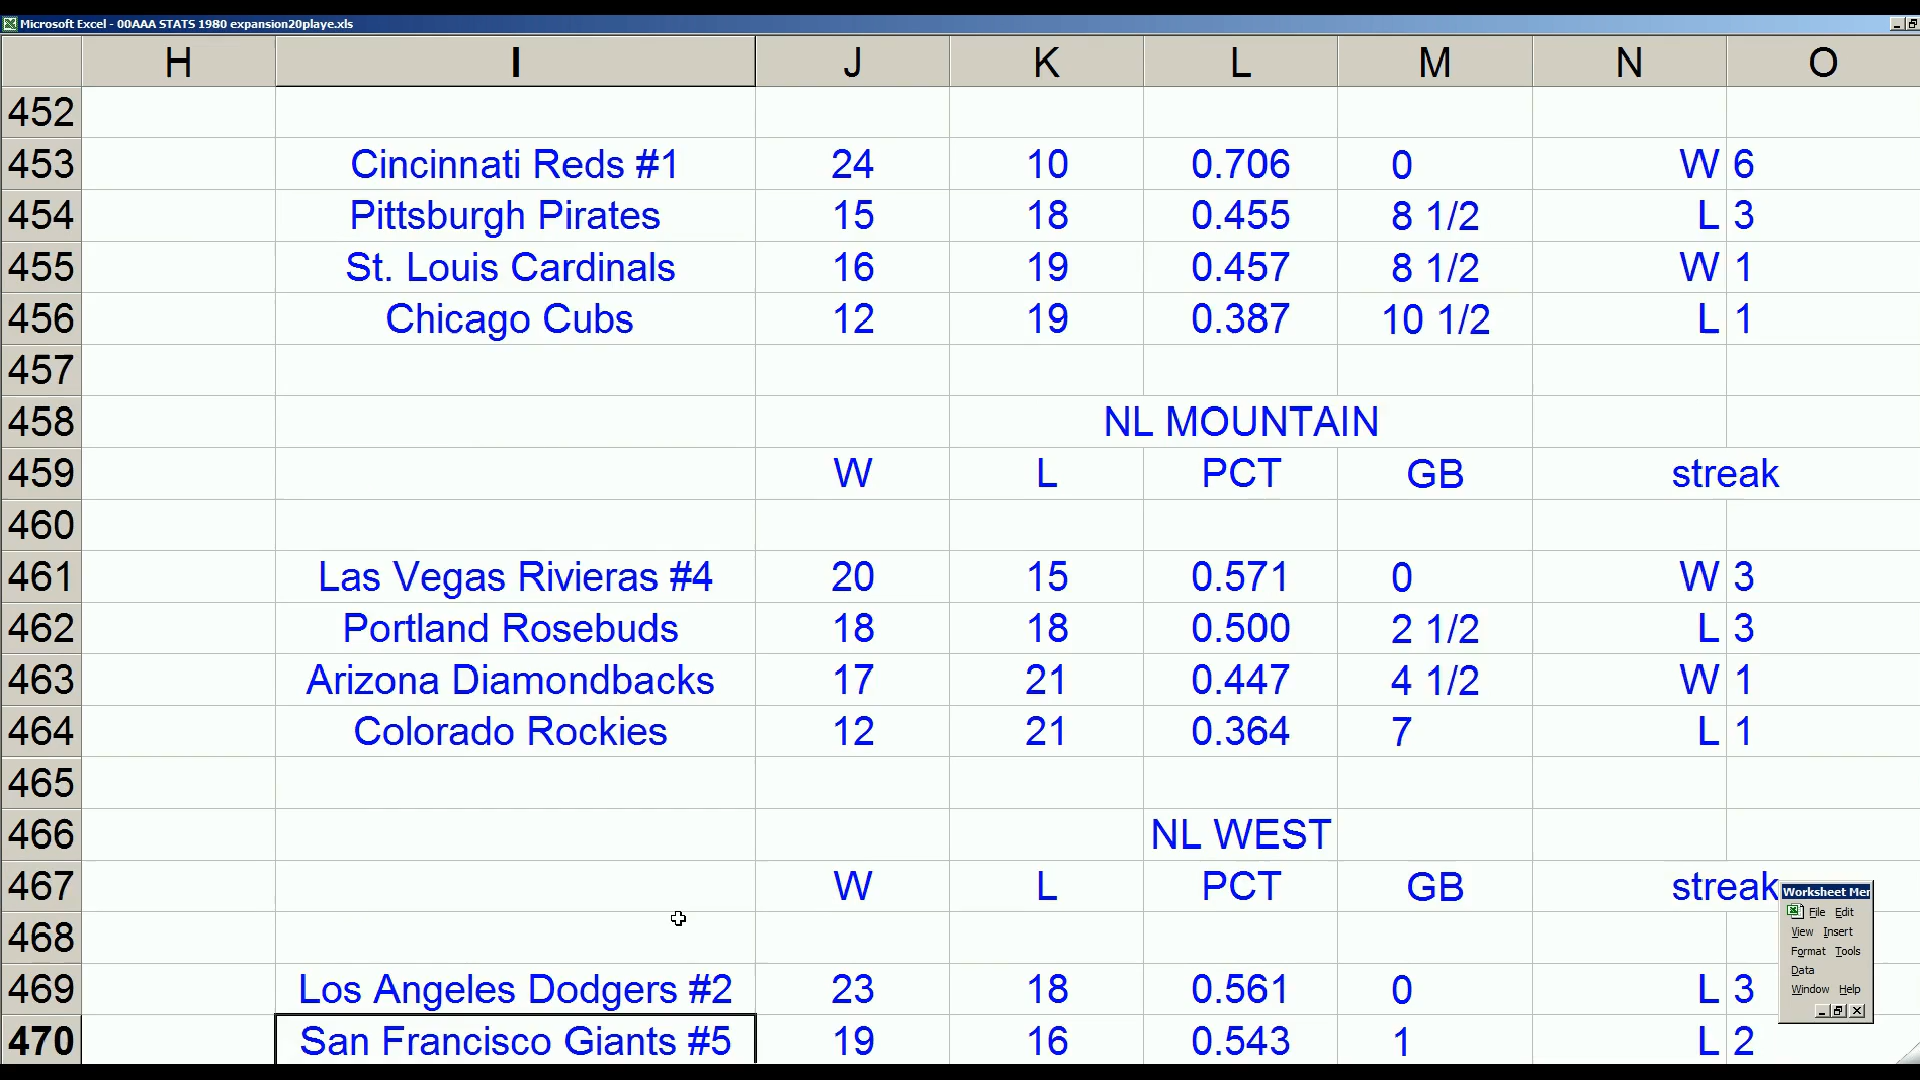 Microsoft Excel - 00AAA STATS 1980 expansion20playe.xls
H I J K L M N O
452
453 Cincinnati Reds #1 24 10 0.706 0 W 6
454 Pittsburgh Pirates 15 18 0.455 8 1/2 L 3
455 St. Louis Cardinals 16 19 0.457 8 1/2 W 1
456 Chicago Cubs 12 19 0.387 10 1/2 L 1
457
458 NL MOUNTAIN
459 W L PCT GB streak
460
461 Las Vegas Rivieras #4 20 15 0.571 0 W 3
462 Portland Rosebuds 18 18 0.500 2 1/2 L 3
463 Arizona Diamondbacks 17 21 0.447 4 1/2 W 1
464 Colorado Rockies 12 21 0.364 7 L 1
465
466 NL WEST
467 W L PCT GB streak
468
469 Los Angeles Dodgers #2 23 18 0.561 0 L 3
470 San Francisco Giants #5 19 16 0.543 1 L 2
Worksheet Mer
File Edit
View Insert
Format Tools
Data
Window Help